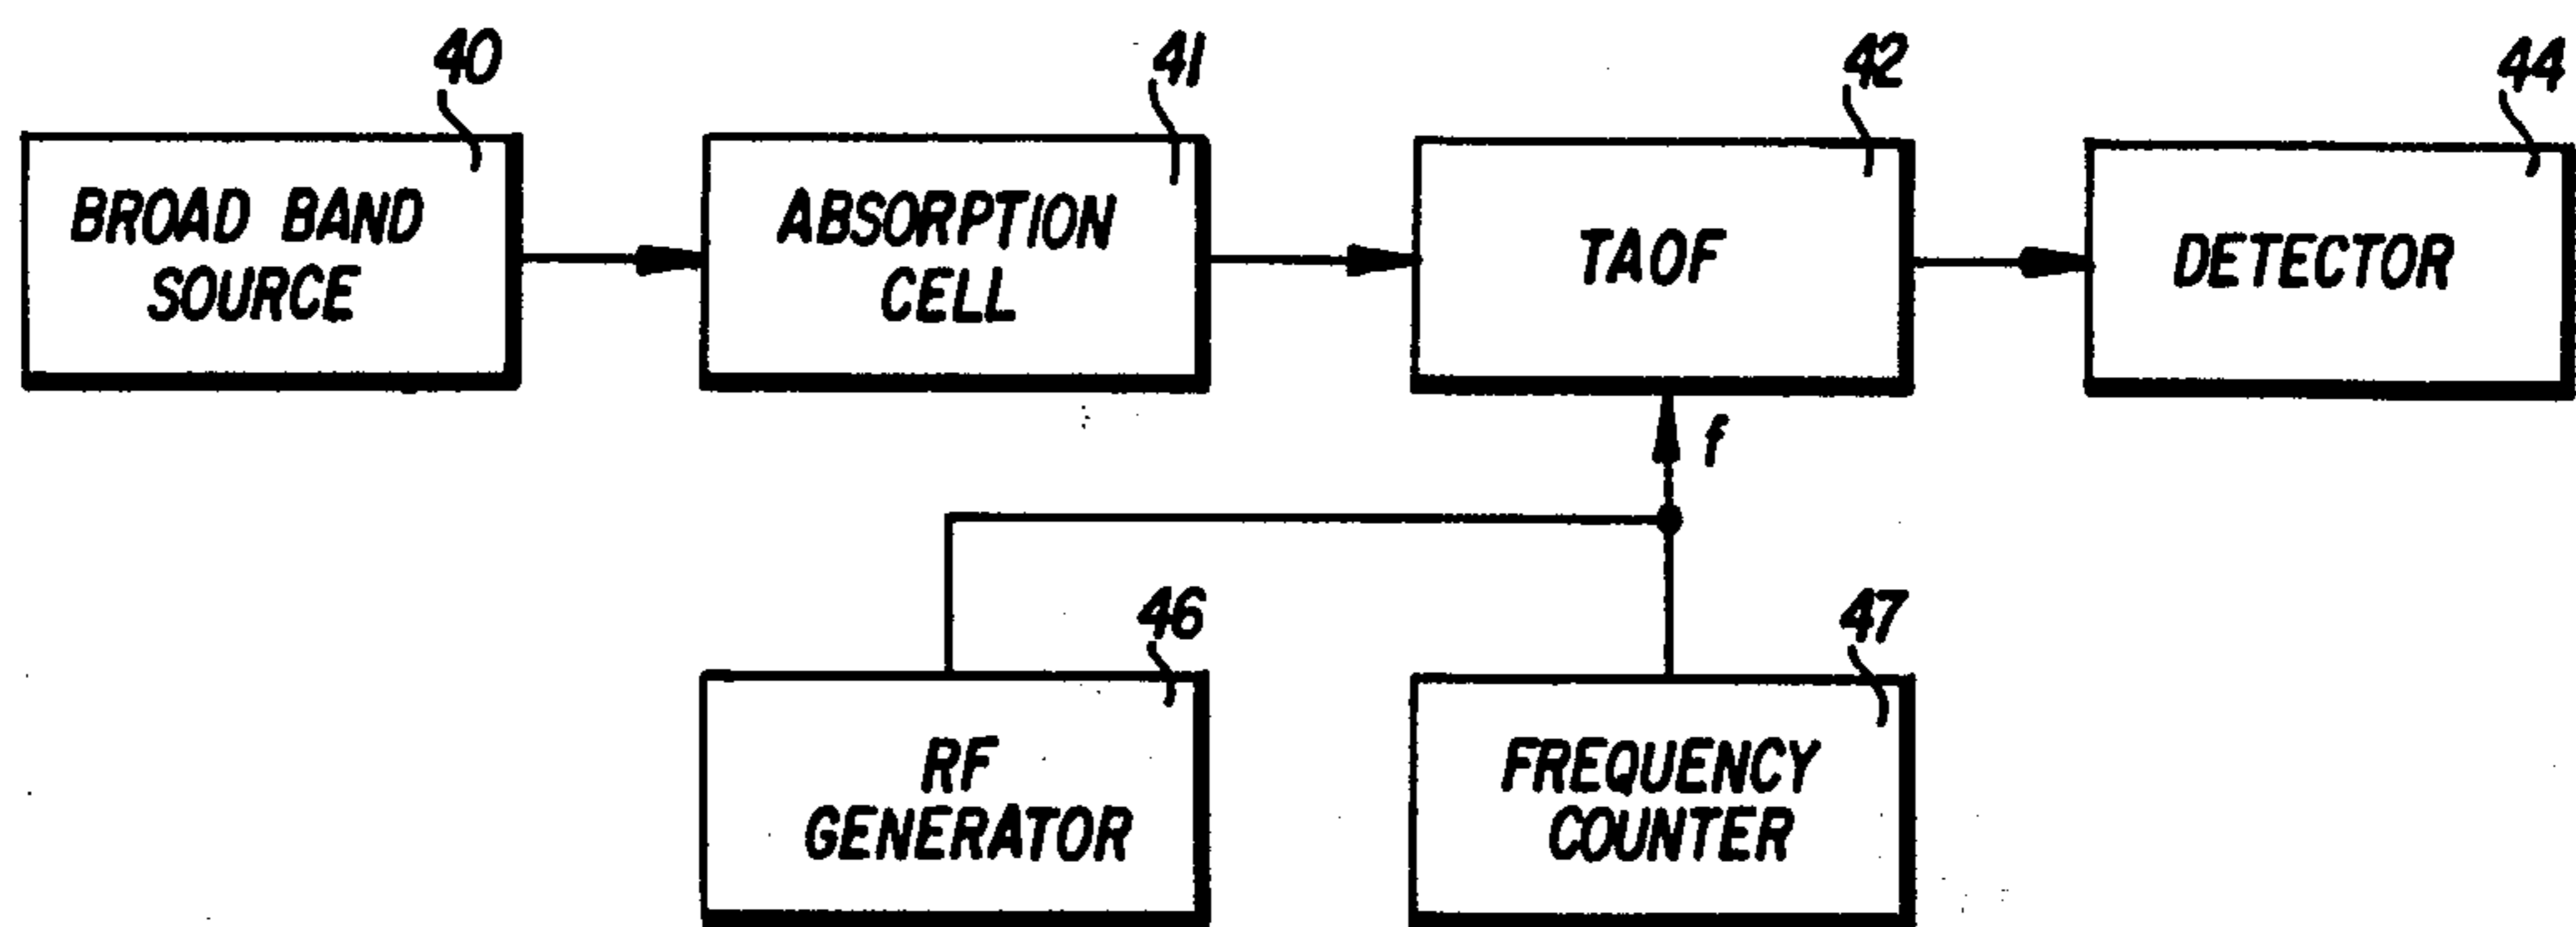 40
41
42
44
BROAD BAND
SOURCE
ABSORPTION
CELL
TAOF
DETECTOR
f
46
47
RF
GENERATOR
FREQUENCY
COUNTER